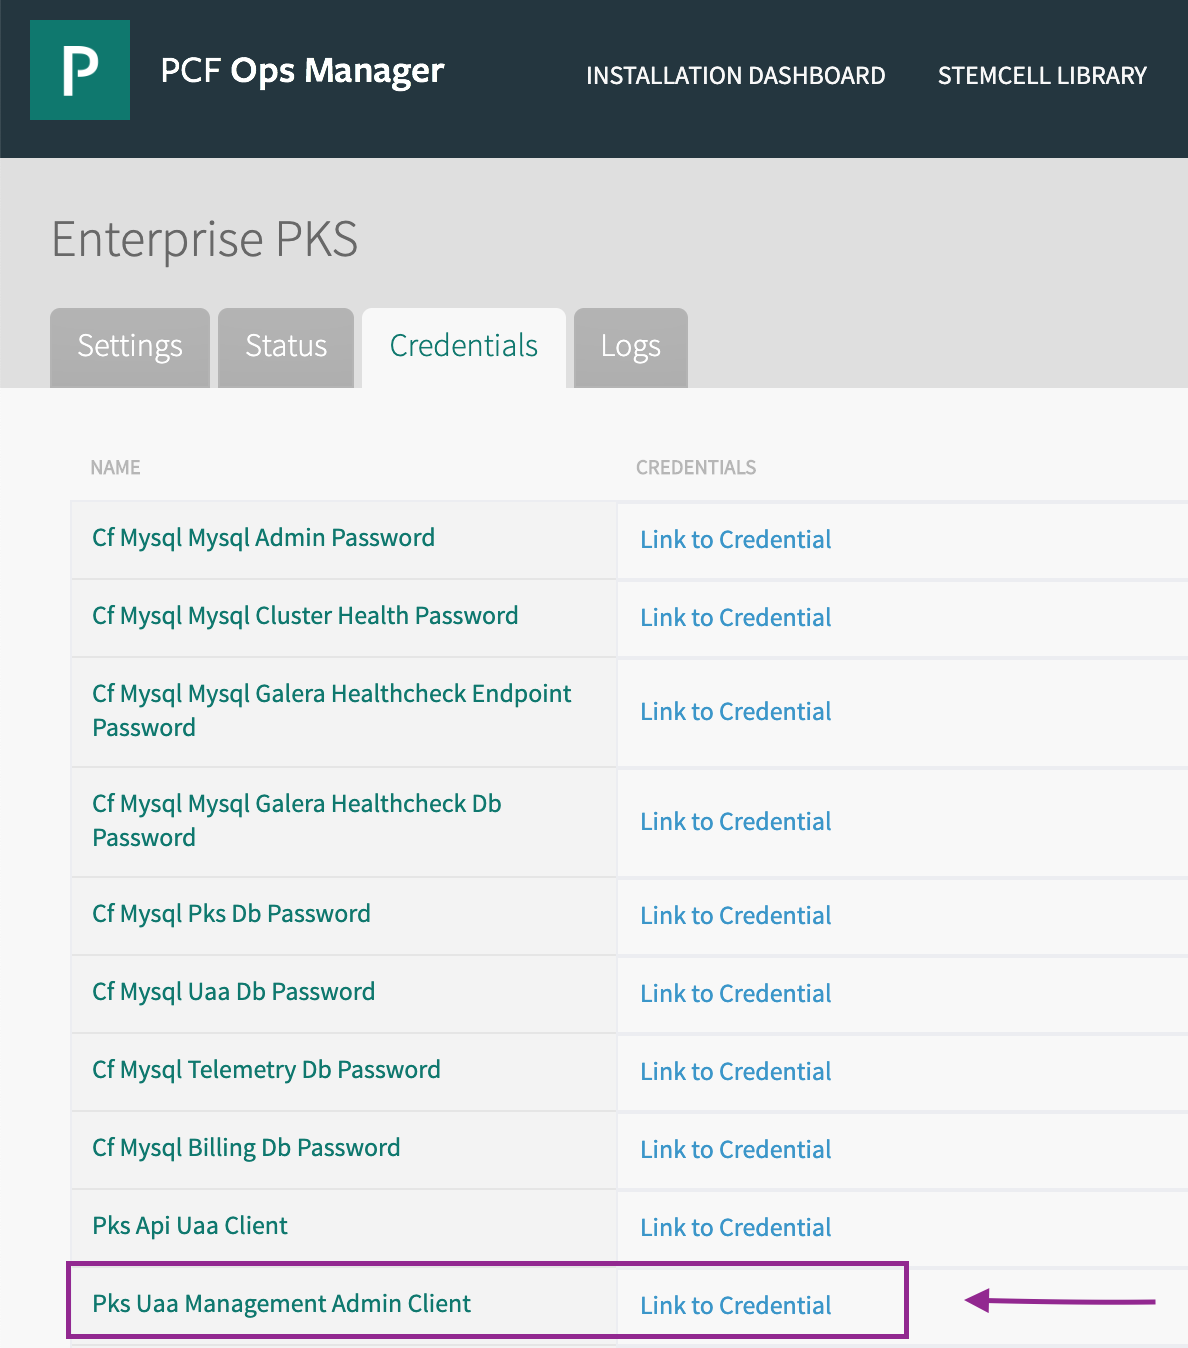 P PCF Ops Manager INSTALLATION DASHBOARD STEMCELL LIBRARY
Enterprise PKS
Settings Status Credentials Logs
NAME CREDENTIALS
Cf Mysql Mysql Admin Password Link to Credential
Cf Mysql Mysql Cluster Health Password Link to Credential
Cf Mysql Mysql Galera Healthcheck Endpoint
Password Link to Credential
Cf Mysql Mysql Galera Healthcheck Db
Password Link to Credential
Cf Mysql Pks Db Password Link to Credential
Cf Mysql Uaa Db Password Link to Credential
Cf Mysql Telemetry Db Password Link to Credential
Cf Mysql Billing Db Password Link to Credential
Pks Api Uaa Client Link to Credential
Pks Uaa Management Admin Client Link to Credential